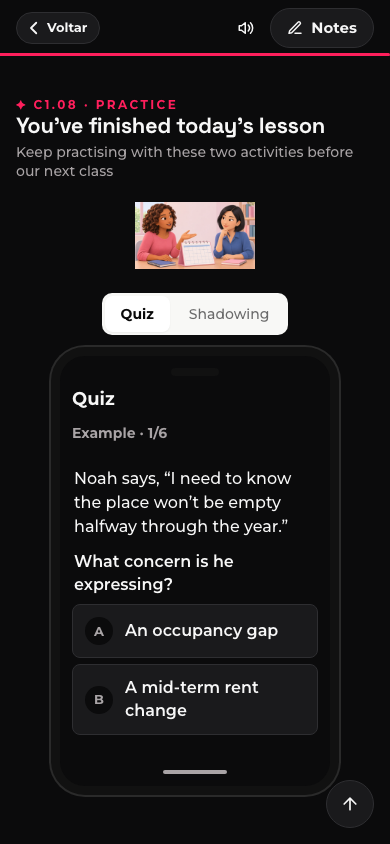 Voltar
Notes
C1.08 · PRACTICE
You've finished today's lesson
Keep practising with these two activities before
our next class
Quiz
Shadowing
Quiz
Example · 1/6
Noah says, “I need to know
the place won’t be empty
halfway through the year.”
What concern is he
expressing?
A An occupancy gap
B A mid-term rent
change